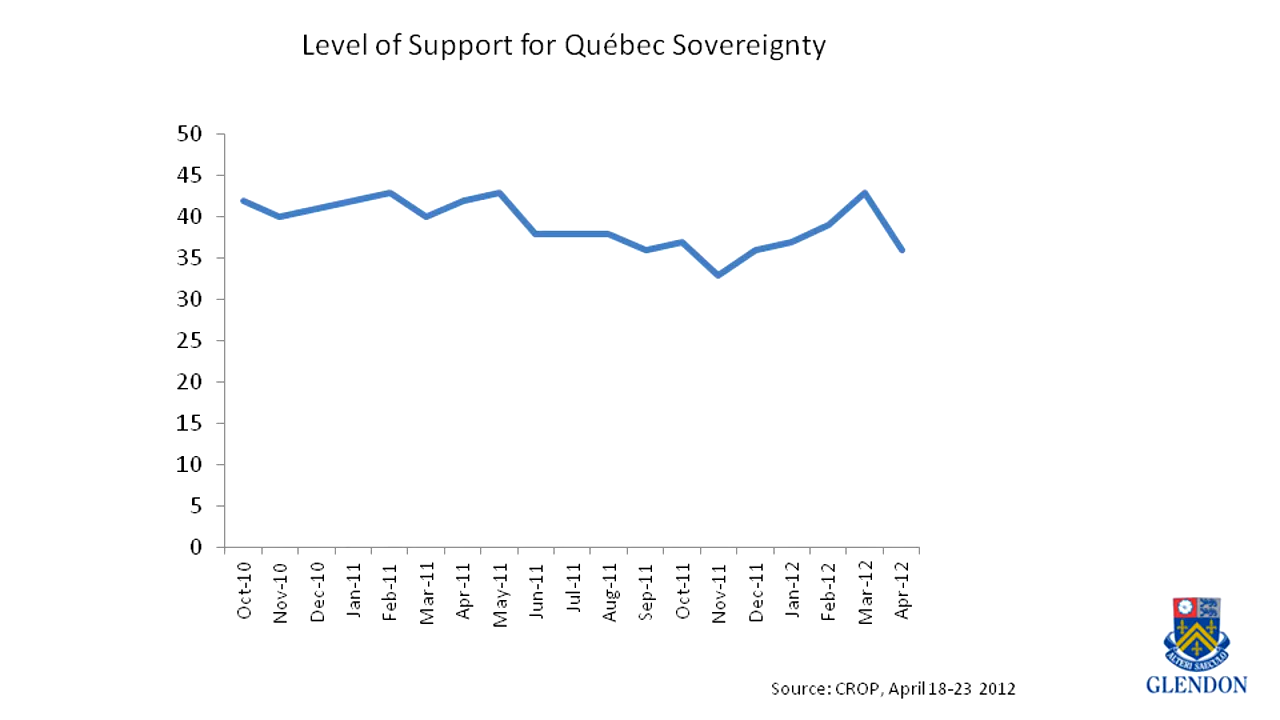 Level of Support for Québec Sovereignty
50
45
40
35
30
25
20
15
10
5
0
Oct-10
Nov-10
Dec-10
Jan-11
Feb-11
Mar-11
Apr-11
May-11
Jun-11
Jul-11
Aug-11
Sep-11
Oct-11
Nov-11
Dec-11
Jan-12
Feb-12
Mar-12
Apr-12
ALTERI SAECULO
GLENDON
Source: CROP, April 18-23 2012